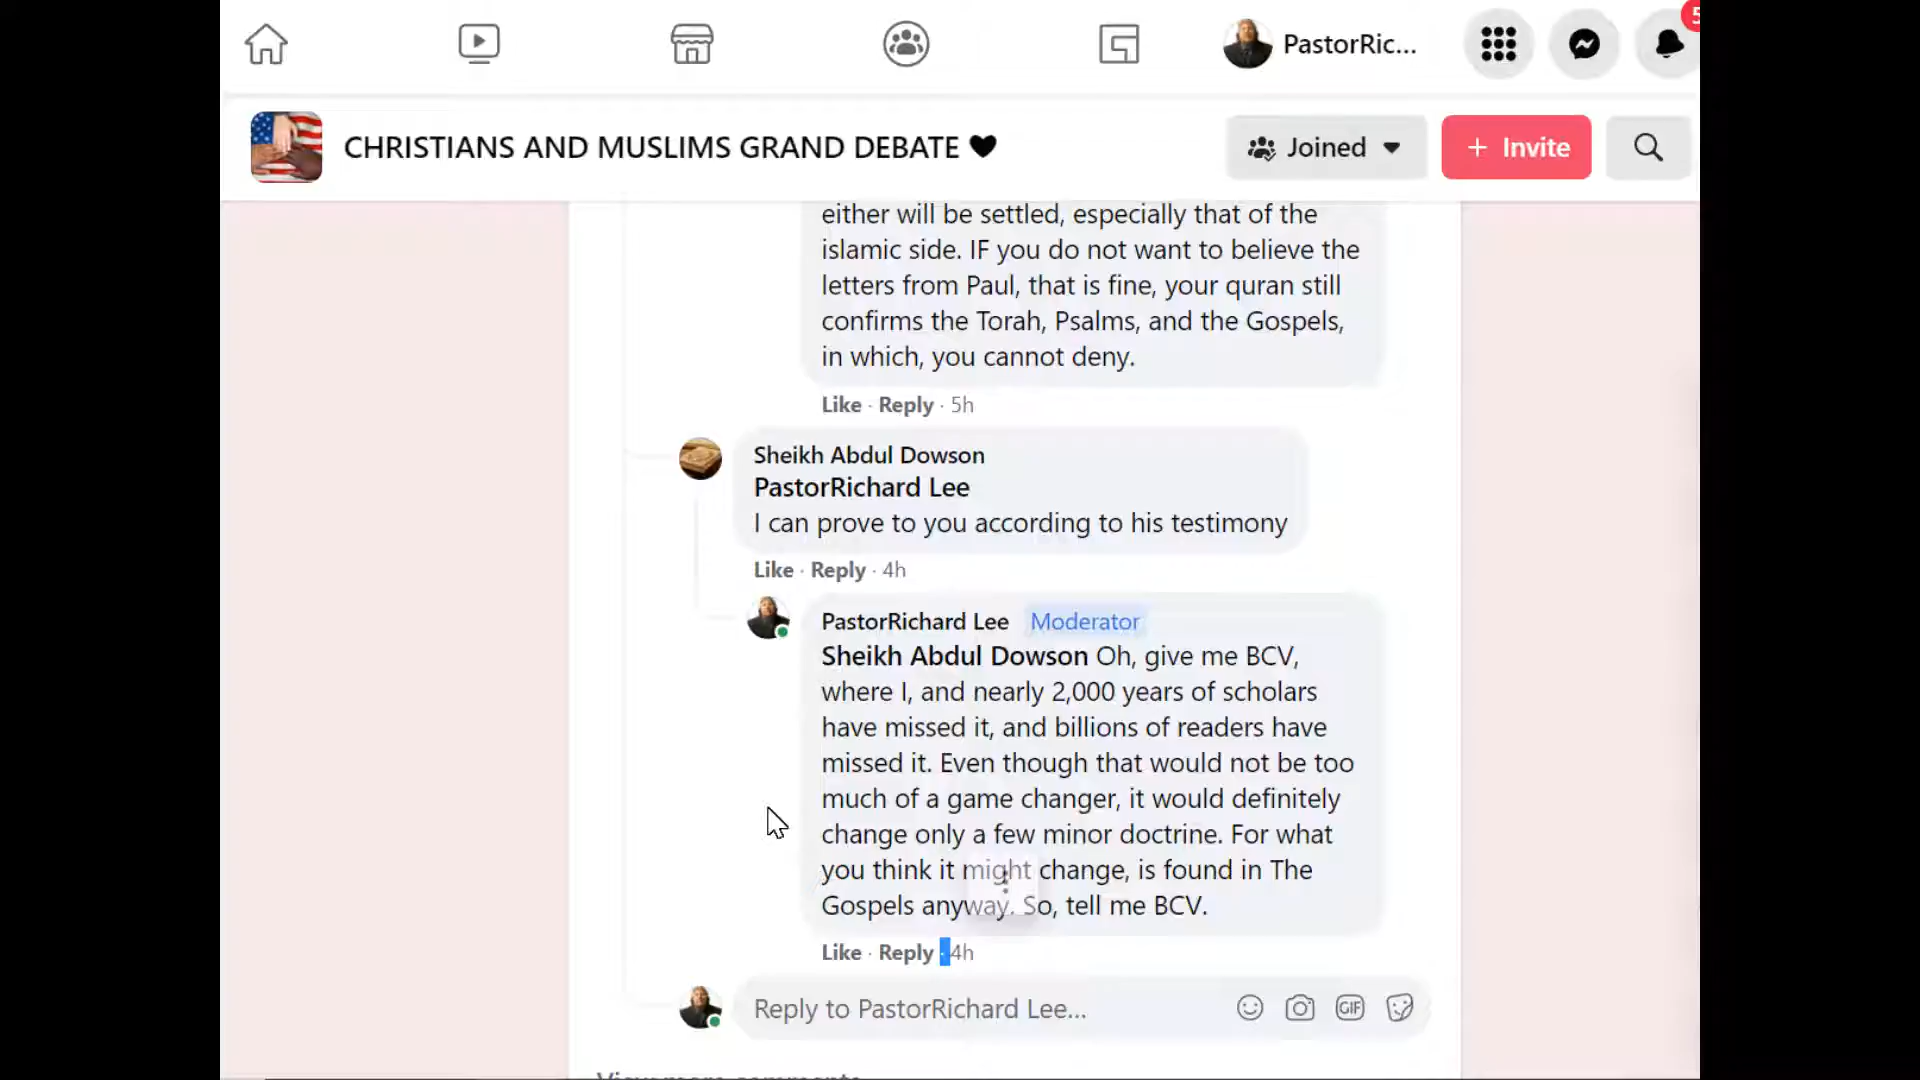 PastorRic...
5
CHRISTIANS AND MUSLIMS GRAND DEBATE
Joined
+ Invite
either will be settled, especially that of the
islamic side. IF you do not want to believe the
letters from Paul, that is fine, your quran still
confirms the Torah, Psalms, and the Gospels,
in which, you cannot deny.
Like · Reply · 5h
Sheikh Abdul Dowson
PastorRichard Lee
I can prove to you according to his testimony
Like · Reply · 4h
PastorRichard Lee Moderator
Sheikh Abdul Dowson Oh, give me BCV,
where I, and nearly 2,000 years of scholars
have missed it, and billions of readers have
missed it. Even though that would not be too
much of a game changer, it would definitely
change only a few minor doctrine. For what
you think it might change, is found in The
Gospels anyway. So, tell me BCV.
Like · Reply · 4h
Reply to PastorRichard Lee...
GIF
View more comments